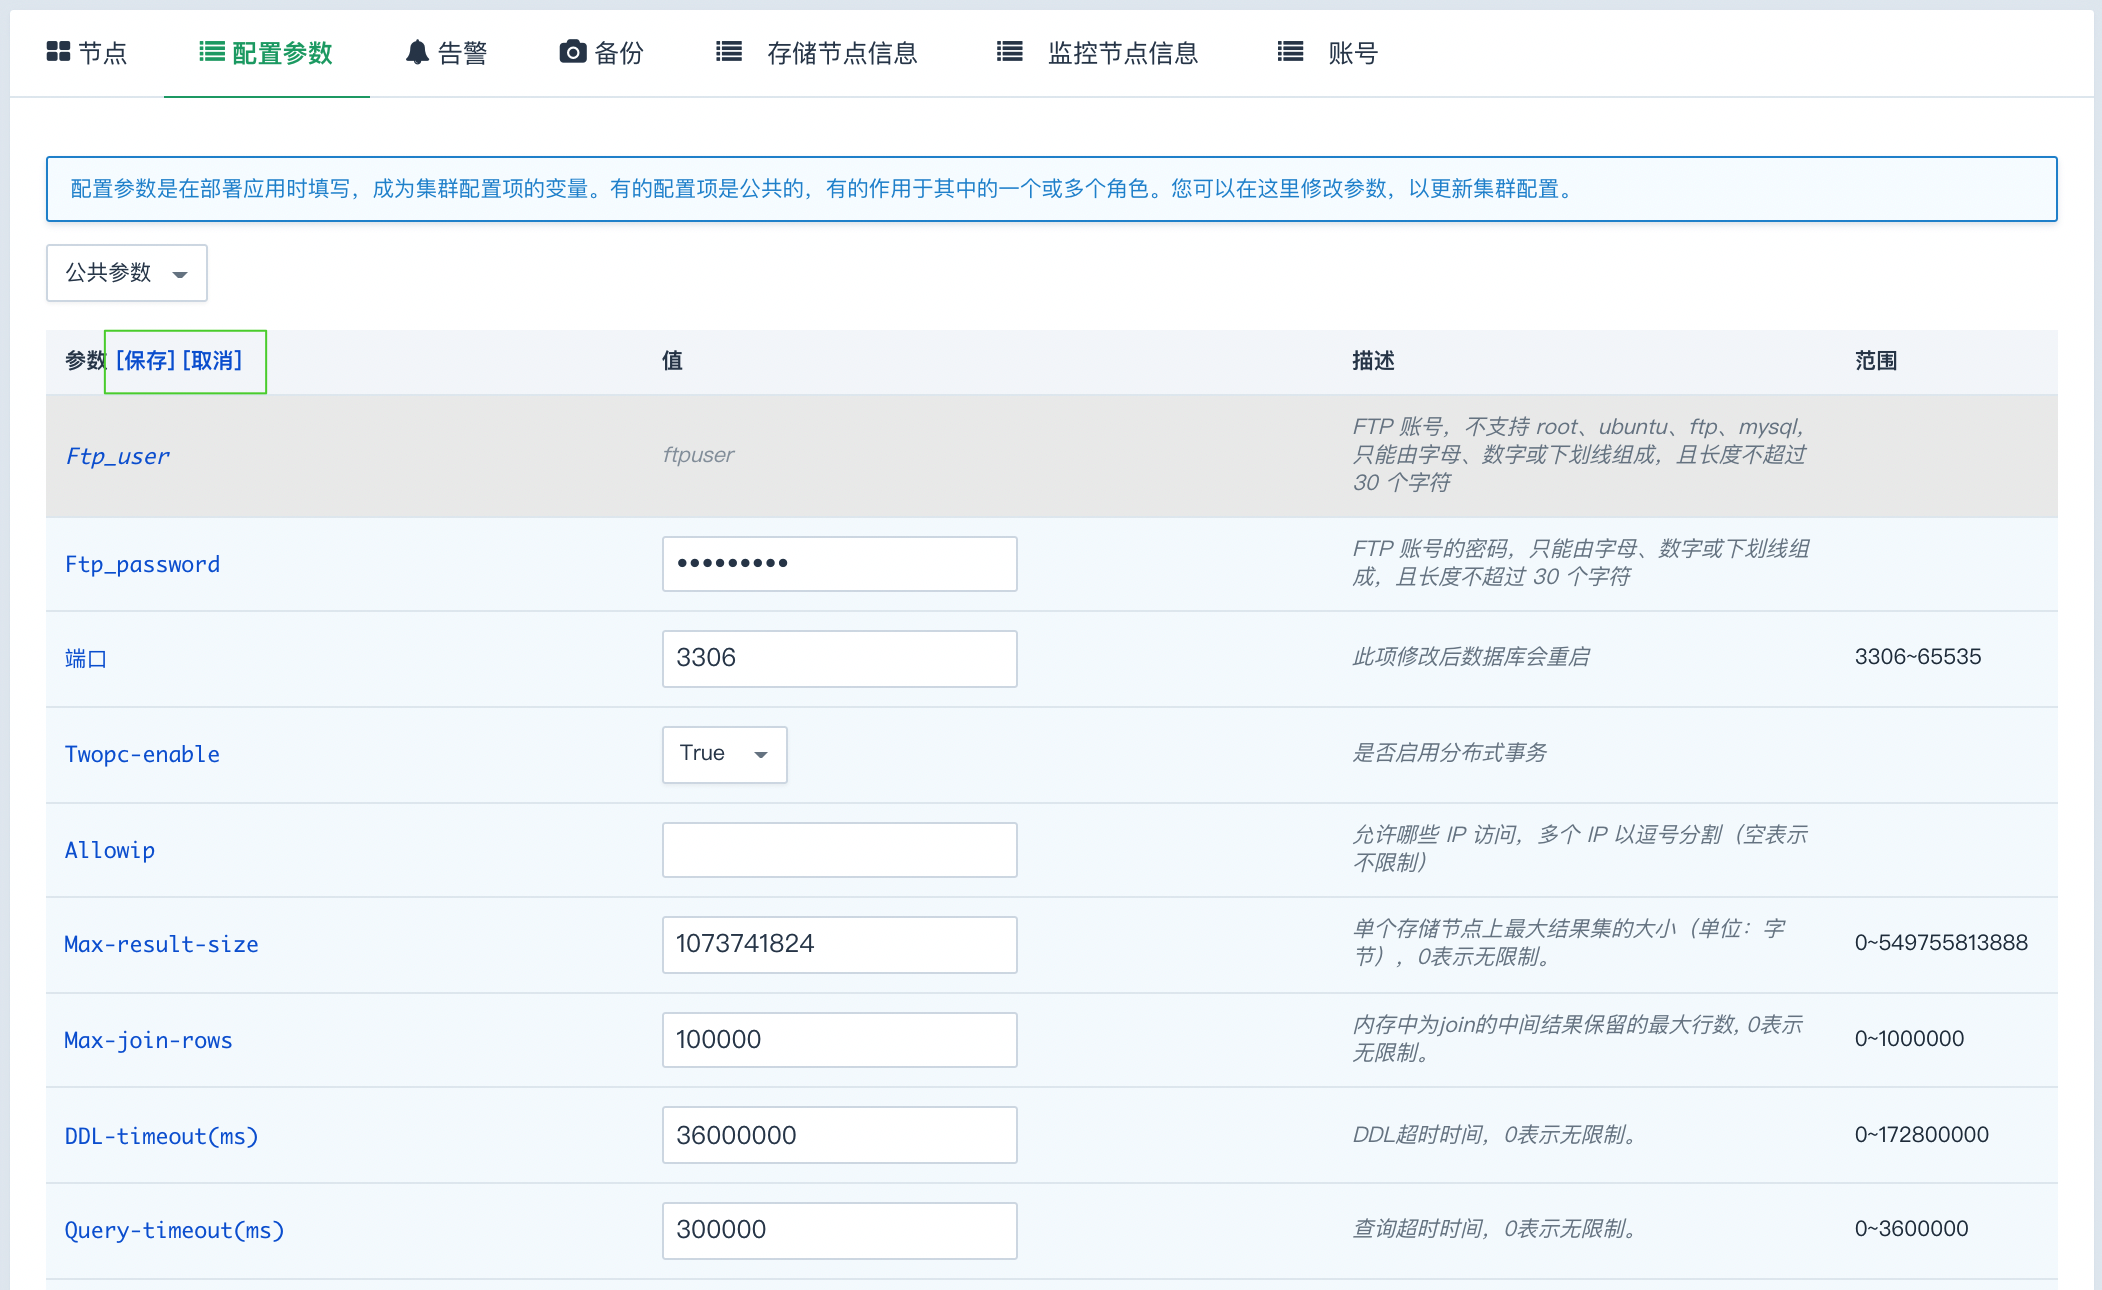 节点 配置参数 告警 备份 存储节点信息 监控节点信息 账号
配置参数是在部署应用时填写，成为集群配置项的变量。有的配置项是公共的，有的作用于其中的一个或多个角色。您可以在这里修改参数，以更新集群配置。
公共参数
参数 [保存] [取消] 值 描述 范围
Ftp_user ftpuser FTP 账号，不支持 root、ubuntu、ftp、mysql,
只能由字母、数字或下划线组成，且长度不超过
30 个字符
Ftp_password ••••••••• FTP 账号的密码，只能由字母、数字或下划线组
成，且长度不超过 30 个字符
端口 3306 此项修改后数据库会重启 3306~65535
Twopc-enable True 是否启用分布式事务
Allowip 允许哪些 IP 访问，多个 IP 以逗号分割（空表示
不限制）
Max-result-size 1073741824 单个存储节点上最大结果集的大小（单位：字
节），0表示无限制。 0~549755813888
Max-join-rows 100000 内存中为join的中间结果保留的最大行数, 0表示
无限制。 0~1000000
DDL-timeout(ms) 36000000 DDL超时时间，0表示无限制。 0~172800000
Query-timeout(ms) 300000 查询超时时间，0表示无限制。 0~3600000